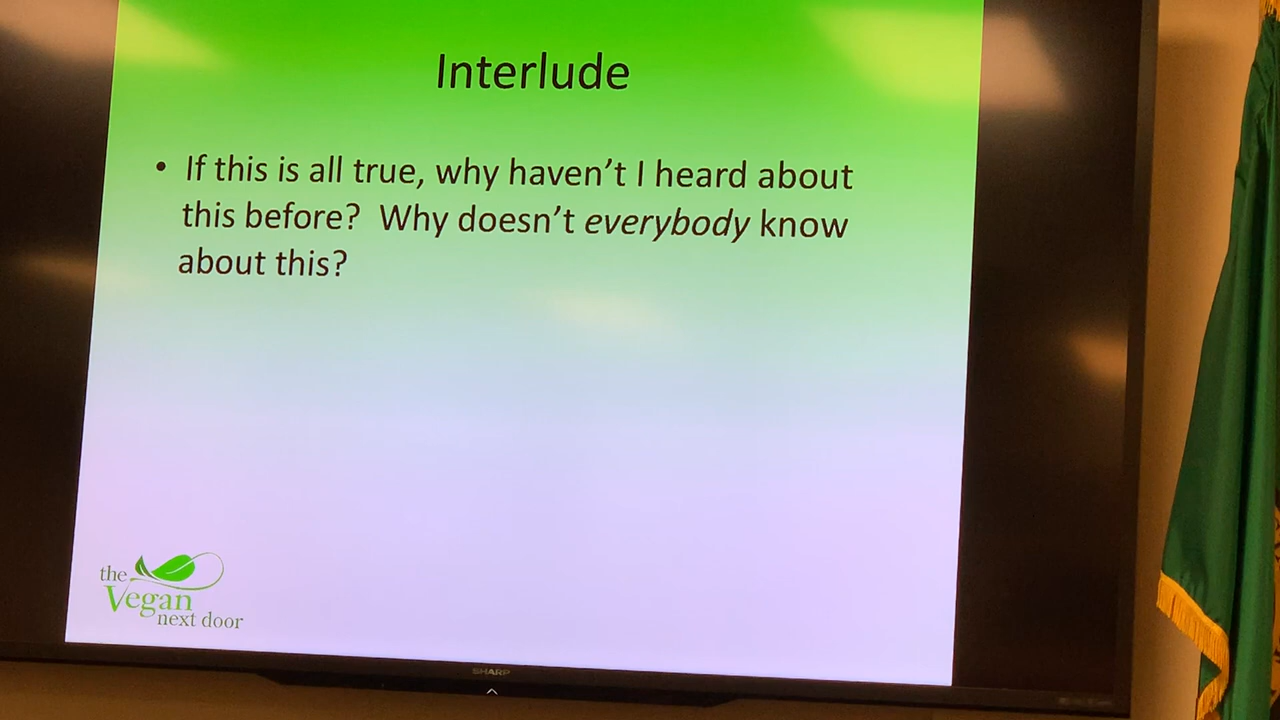 Interlude
• If this is all true, why haven't I heard about
this before?  Why doesn't everybody know
about this?
the
Vegan
next door
SHARP